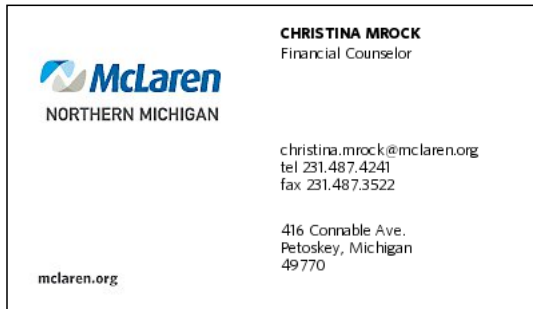 CHRISTINA MROCK
Financial Counselor
McLaren
NORTHERN MICHIGAN
christina.mrock@mclaren.org
tel 231.487.4241
fax 231.487.3522
416 Connable Ave.
Petoskey, Michigan
49770
mclaren.org